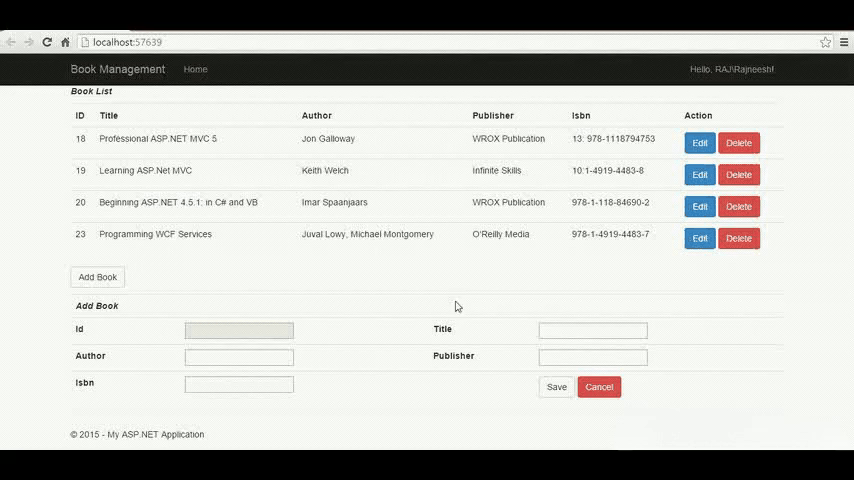 localhost:57639
Book Management Home Hello, RAJ\Rajneesh!
Book List
ID Title Author Publisher Isbn Action
18 Professional ASP.NET MVC 5 Jon Galloway WROX Publication 13: 978-1118794753 Edit Delete
19 Learning ASP.Net MVC Keith Welch Infinite Skills 10:1-4919-4483-8 Edit Delete
20 Beginning ASP.NET 4.5.1: in C# and VB Imar Spaanjaars WROX Publication 978-1-118-84690-2 Edit Delete
23 Programming WCF Services Juval Lowy, Michael Montgomery O'Reilly Media 978-1-4919-4483-7 Edit Delete
Add Book
Add Book
Id Title
Author Publisher
Isbn Save Cancel
© 2015 - My ASP.NET Application